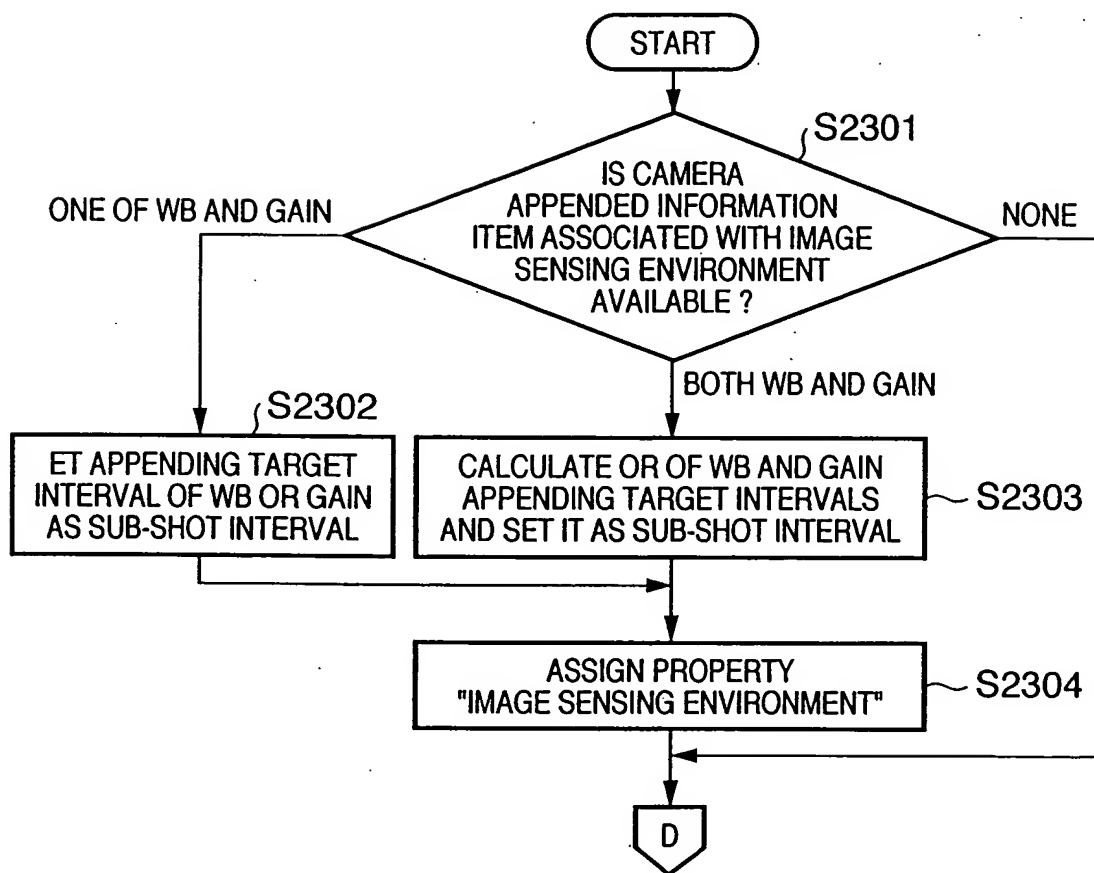 START
S2301
IS CAMERA
APPENDED INFORMATION
ITEM ASSOCIATED WITH IMAGE
SENSING ENVIRONMENT
AVAILABLE ?
ONE OF WB AND GAIN
NONE
BOTH WB AND GAIN
S2302
ET APPENDING TARGET
INTERVAL OF WB OR GAIN
AS SUB-SHOT INTERVAL
CALCULATE OR OF WB AND GAIN
APPENDING TARGET INTERVALS
AND SET IT AS SUB-SHOT INTERVAL
S2303
ASSIGN PROPERTY
"IMAGE SENSING ENVIRONMENT"
S2304
D